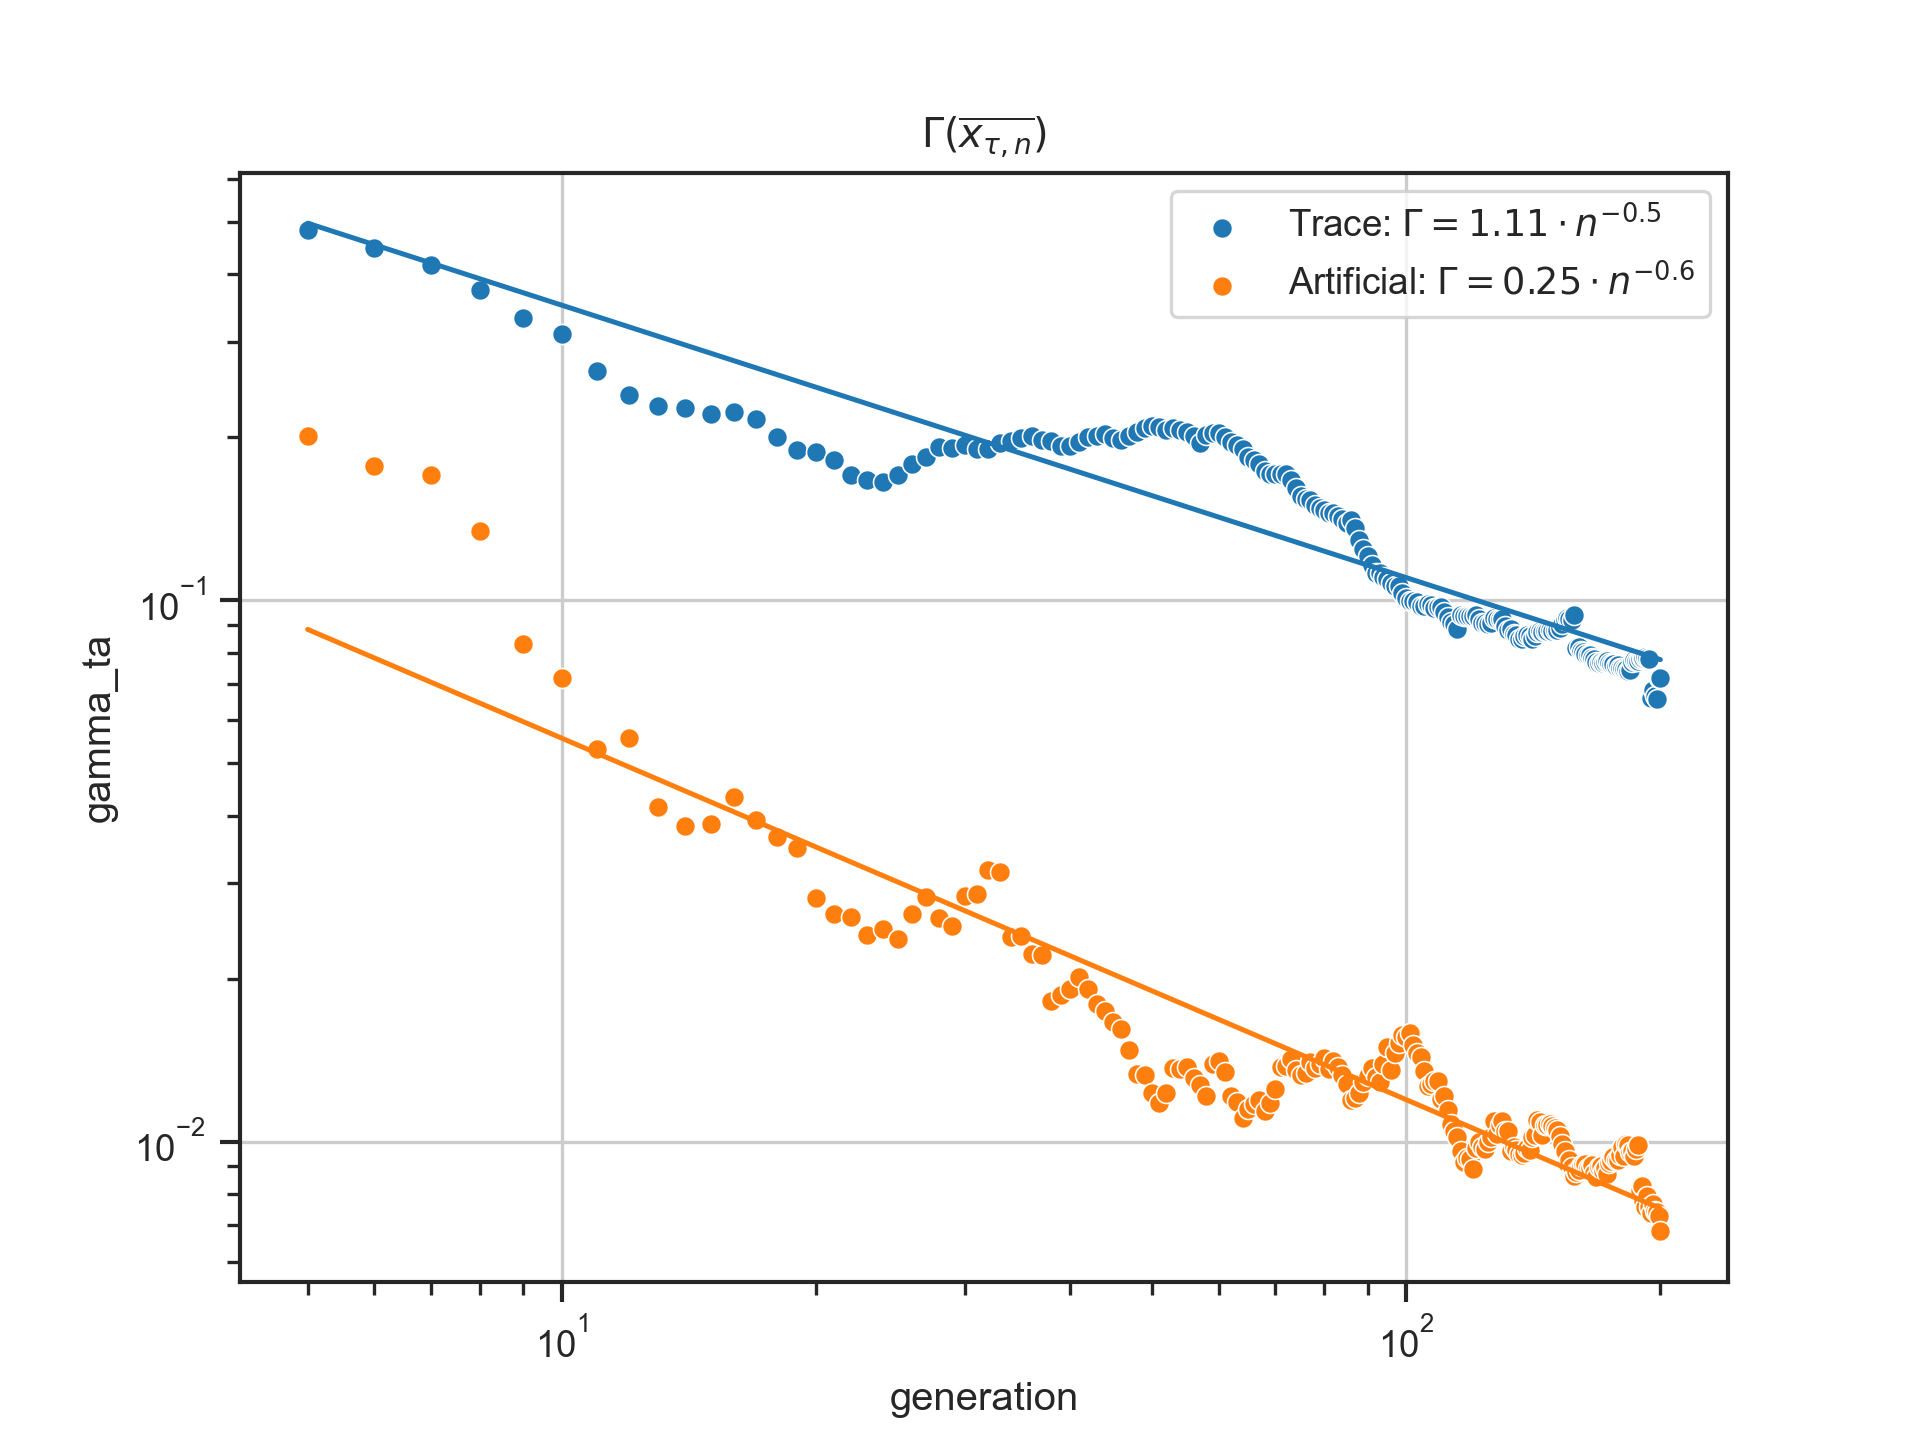 Γ(x̅τ,n)
Trace: Γ = 1.11 · n^−0.5
Artificial: Γ = 0.25 · n^−0.6
gamma_ta
10^−1
10^−2
10^1
10^2
generation